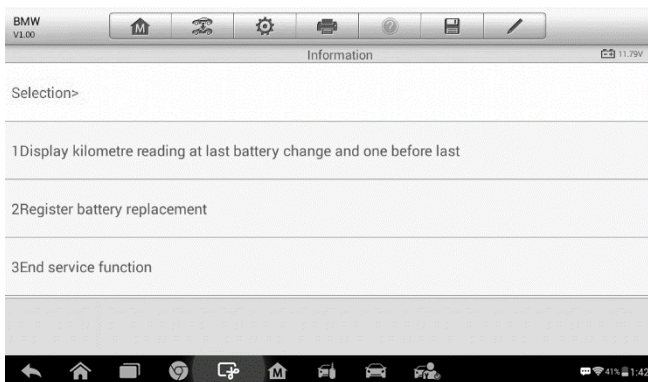 BMW
V1.00
M
Information
11.79V
Selection>
1Display kilometre reading at last battery change and one before last
2Register battery replacement
3End service function
M
41% 1:42